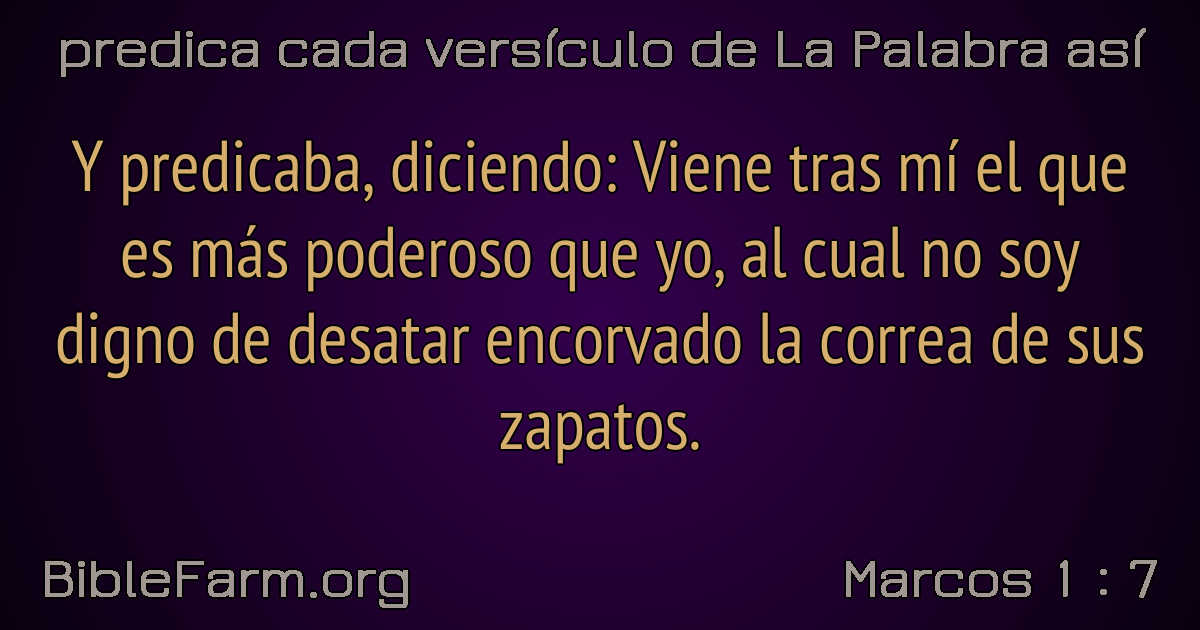 predica cada versículo de La Palabra así
Y predicaba, diciendo: Viene tras mí el que
es más poderoso que yo, al cual no soy
digno de desatar encorvado la correa de sus
zapatos.
BibleFarm.org
Marcos 1 : 7